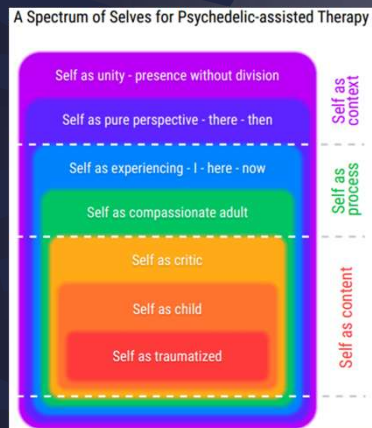 A Spectrum of Selves for Psychedelic-assisted Therapy
Self as unity - presence without division
Self as pure perspective - there - then
Self as context
Self as experiencing - I - here - now
Self as compassionate adult
Self as process
Self as critic
Self as child
Self as traumatized
Self as content